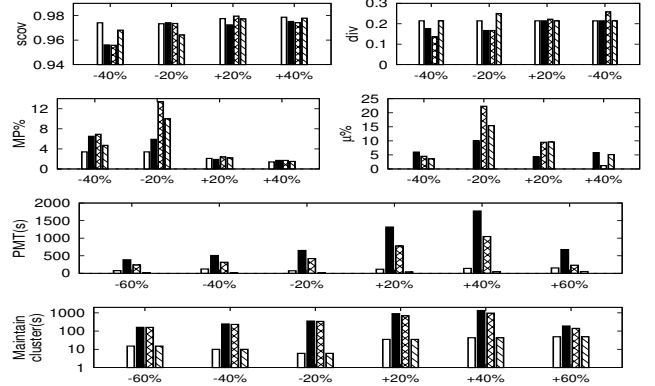 scov
0.98
0.96
0.94
-40% -20% +20% +40%
div
0.3
0.2
0.1
0
-40% -20% +20% -40%
MP%
12
8
4
0
-40% -20% +20% +40%
μ%
25
20
15
10
5
0
-40% -20% +20% +40%
PMT(s)
2000
1500
1000
500
0
-60% -40% -20% +20% +40% +60%
Maintain
cluster(s)
1000
100
10
1
-60% -40% -20% +20% +40% +60%